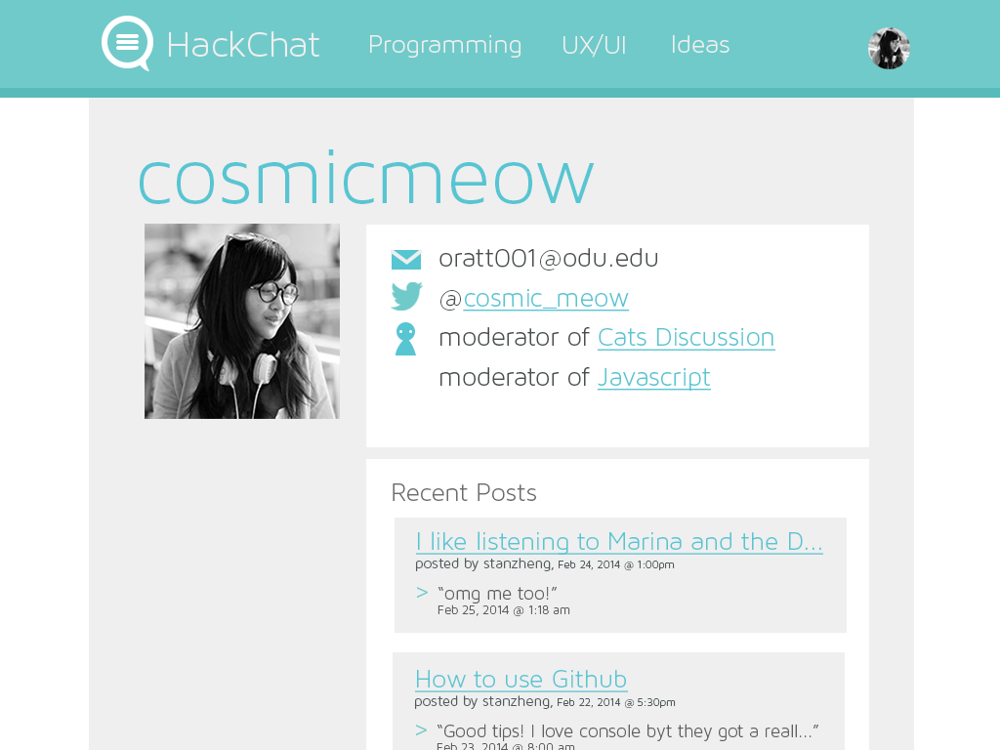 HackChat Programming UX/UI Ideas
cosmicmeow
oratt001@odu.edu
@cosmic_meow
moderator of Cats Discussion
moderator of Javascript
Recent Posts
I like listening to Marina and the D...
posted by stanzheng, Feb 24, 2014 @ 1:00pm
> “omg me too!”
Feb 25, 2014 @ 1:18 am
How to use Github
posted by stanzheng, Feb 22, 2014 @ 5:30pm
> “Good tips! I love console byt they got a reall...”
Feb 23, 2014 @ 8:00 am